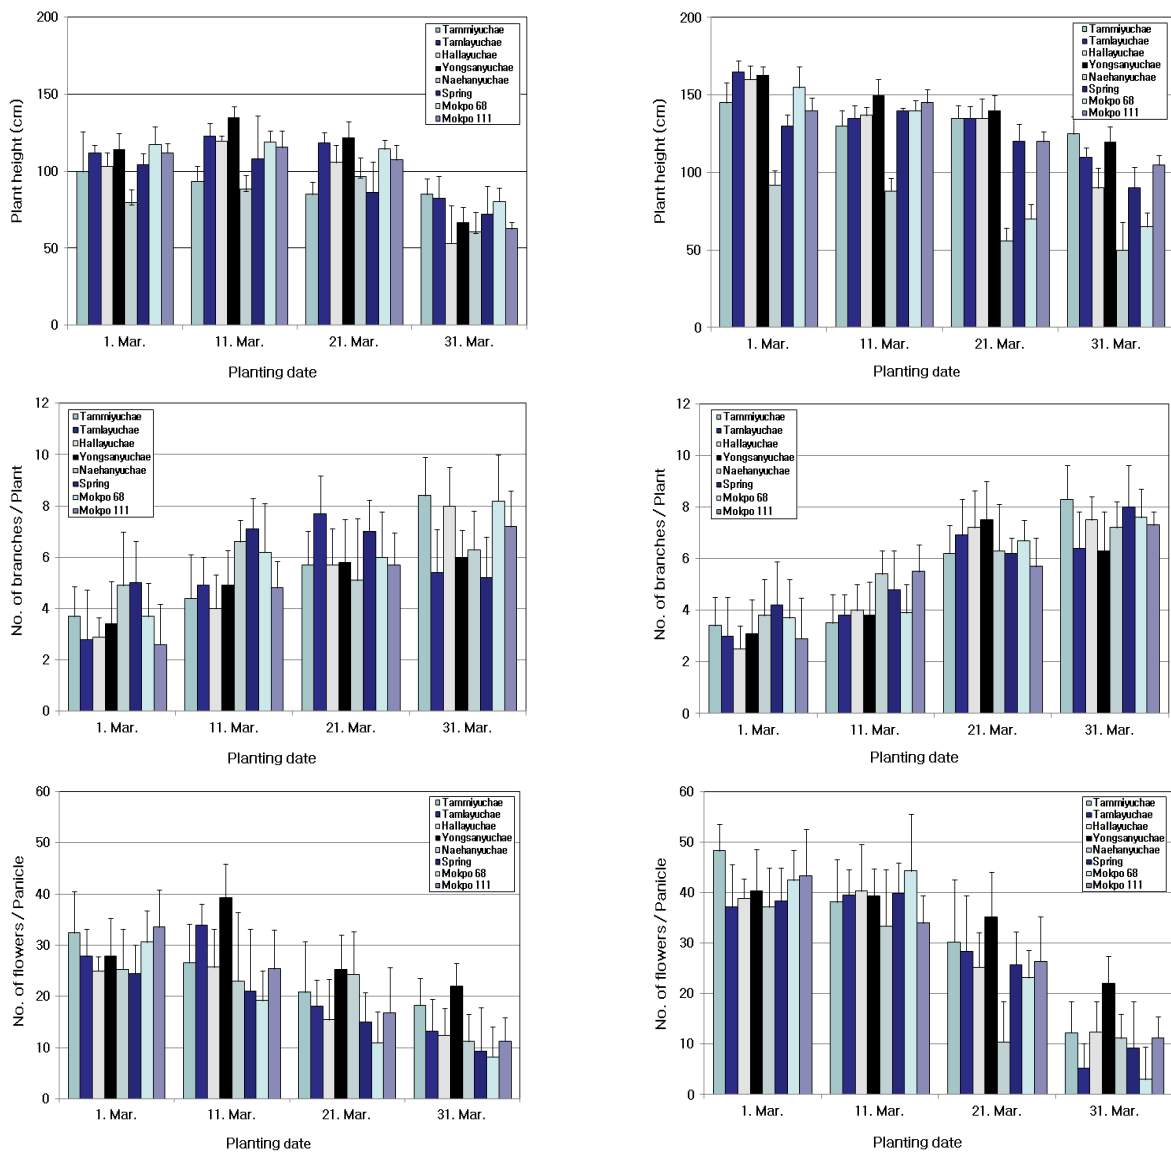 Plant height (cm)
200
150
100
50
0
Tammiyuchae
Tamlayuchae
Hallayuchae
Yongsanyuchae
Naehanyuchae
Spring
Mokpo 68
Mokpo 111
1. Mar. 11. Mar. 21. Mar. 31. Mar.
Planting date
Plant height (cm)
200
150
100
50
0
Tammiyuchae
Tamlayuchae
Hallayuchae
Yongsanyuchae
Naehanyuchae
Spring
Mokpo 68
Mokpo 111
1. Mar. 11. Mar. 21. Mar. 31. Mar.
Planting date
No. of branches / Plant
12
10
8
6
4
2
0
Tammiyuchae
Tamlayuchae
Hallayuchae
Yongsanyuchae
Naehanyuchae
Spring
Mokpo 68
Mokpo 111
1. Mar. 11. Mar. 21. Mar. 31. Mar.
Planting date
No. of branches / Plant
12
10
8
6
4
2
0
Tammiyuchae
Tamlayuchae
Hallayuchae
Yongsanyuchae
Naehanyuchae
Spring
Mokpo 68
Mokpo 111
1. Mar. 11. Mar. 21. Mar. 31. Mar.
Planting date
No. of flowers / Panicle
60
50
40
30
20
10
0
Tammiyuchae
Tamlayuchae
Hallayuchae
Yongsanyuchae
Naehanyuchae
Spring
Mokpo 68
Mokpo 111
1. Mar. 11. Mar. 21. Mar. 31. Mar.
Planting date
No. of flowers / Panicle
60
50
40
30
20
10
0
Tammiyuchae
Tamlayuchae
Hallayuchae
Yongsanyuchae
Naehanyuchae
Spring
Mokpo 68
Mokpo 111
1. Mar. 11. Mar. 21. Mar. 31. Mar.
Planting date